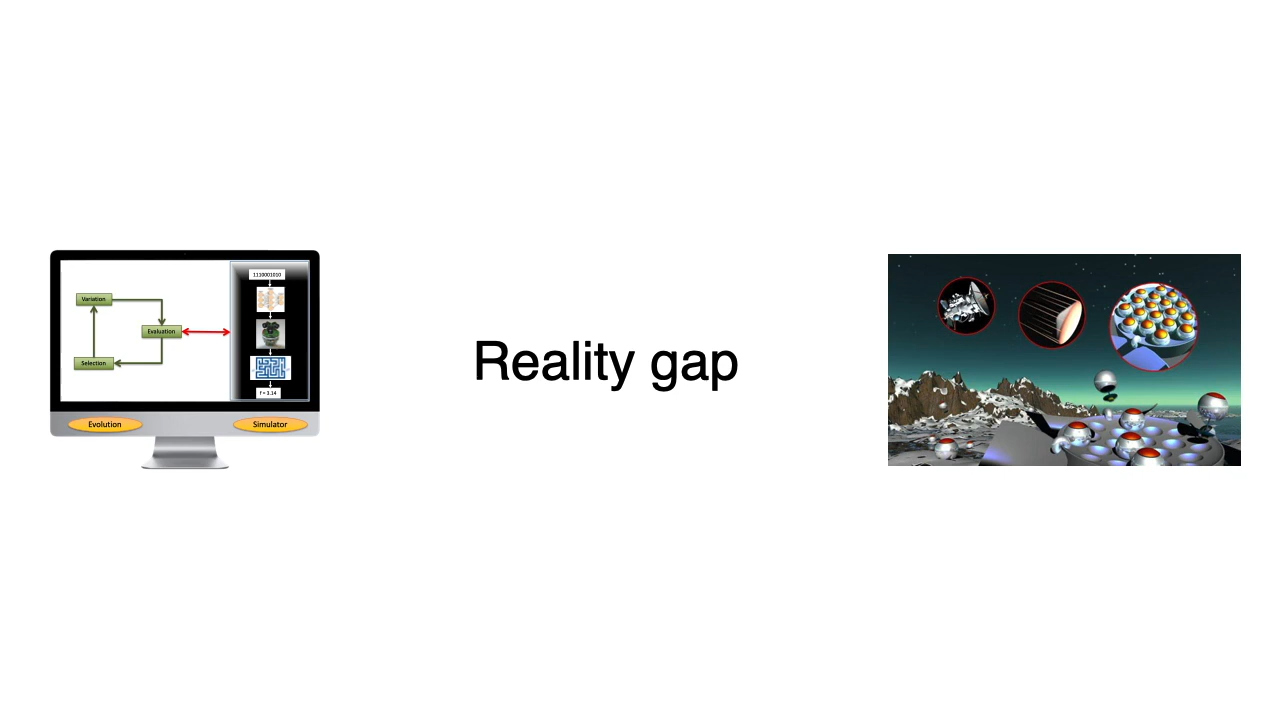 1110001010
Variation
Evaluation
Selection
f = 3.14
Evolution
Simulator
Reality gap